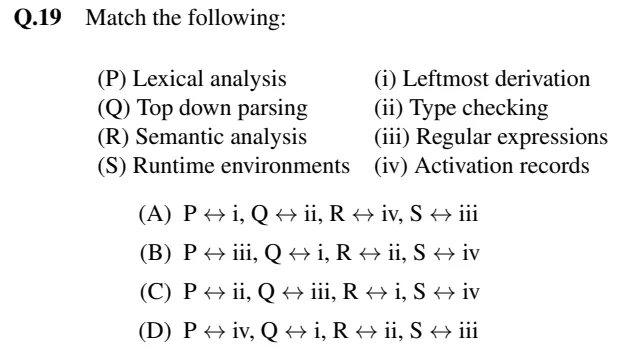 Q.19 Match the following:
(P) Lexical analysis (i) Leftmost derivation
(Q) Top down parsing (ii) Type checking
(R) Semantic analysis (iii) Regular expressions
(S) Runtime environments (iv) Activation records
(A) P ↔ i, Q ↔ ii, R ↔ iv, S ↔ iii
(B) P ↔ iii, Q ↔ i, R ↔ ii, S ↔ iv
(C) P ↔ ii, Q ↔ iii, R ↔ i, S ↔ iv
(D) P ↔ iv, Q ↔ i, R ↔ ii, S ↔ iii